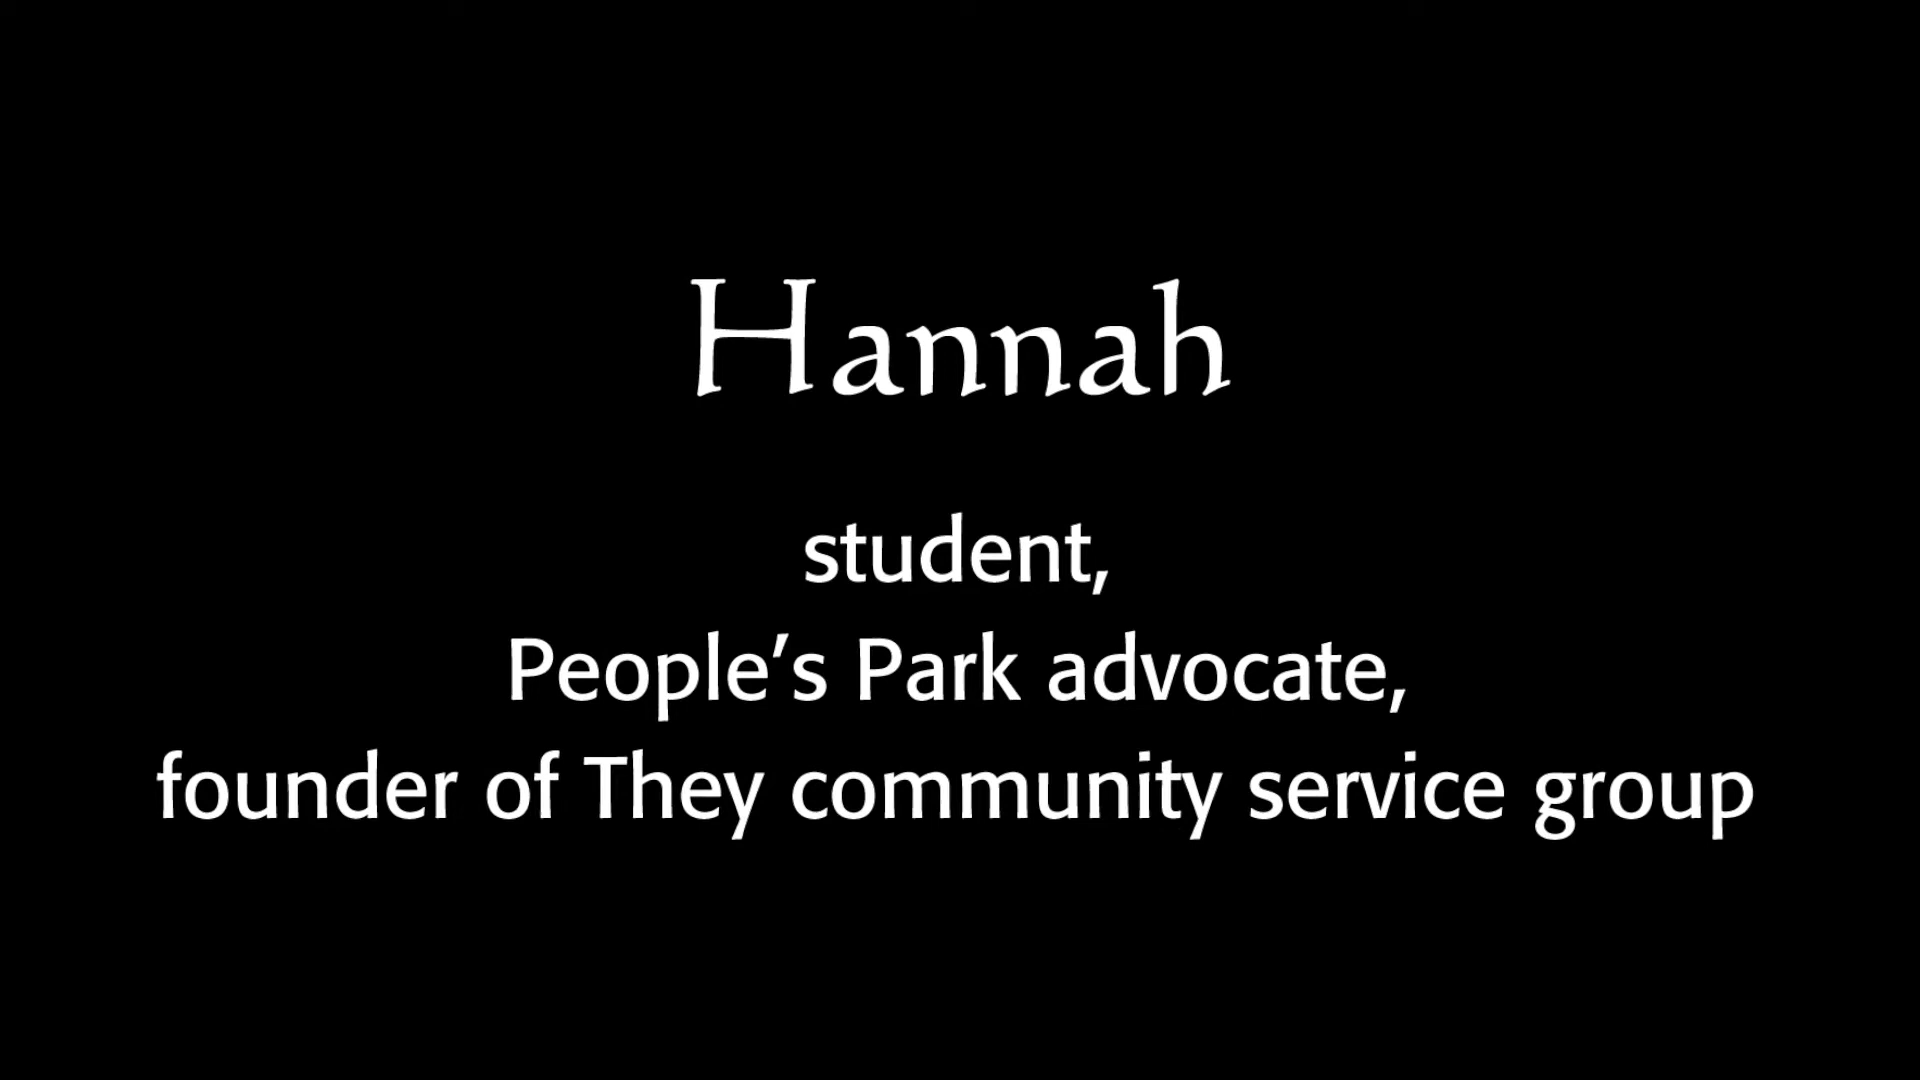 Hannah
student,
People’s Park advocate,
founder of They community service group